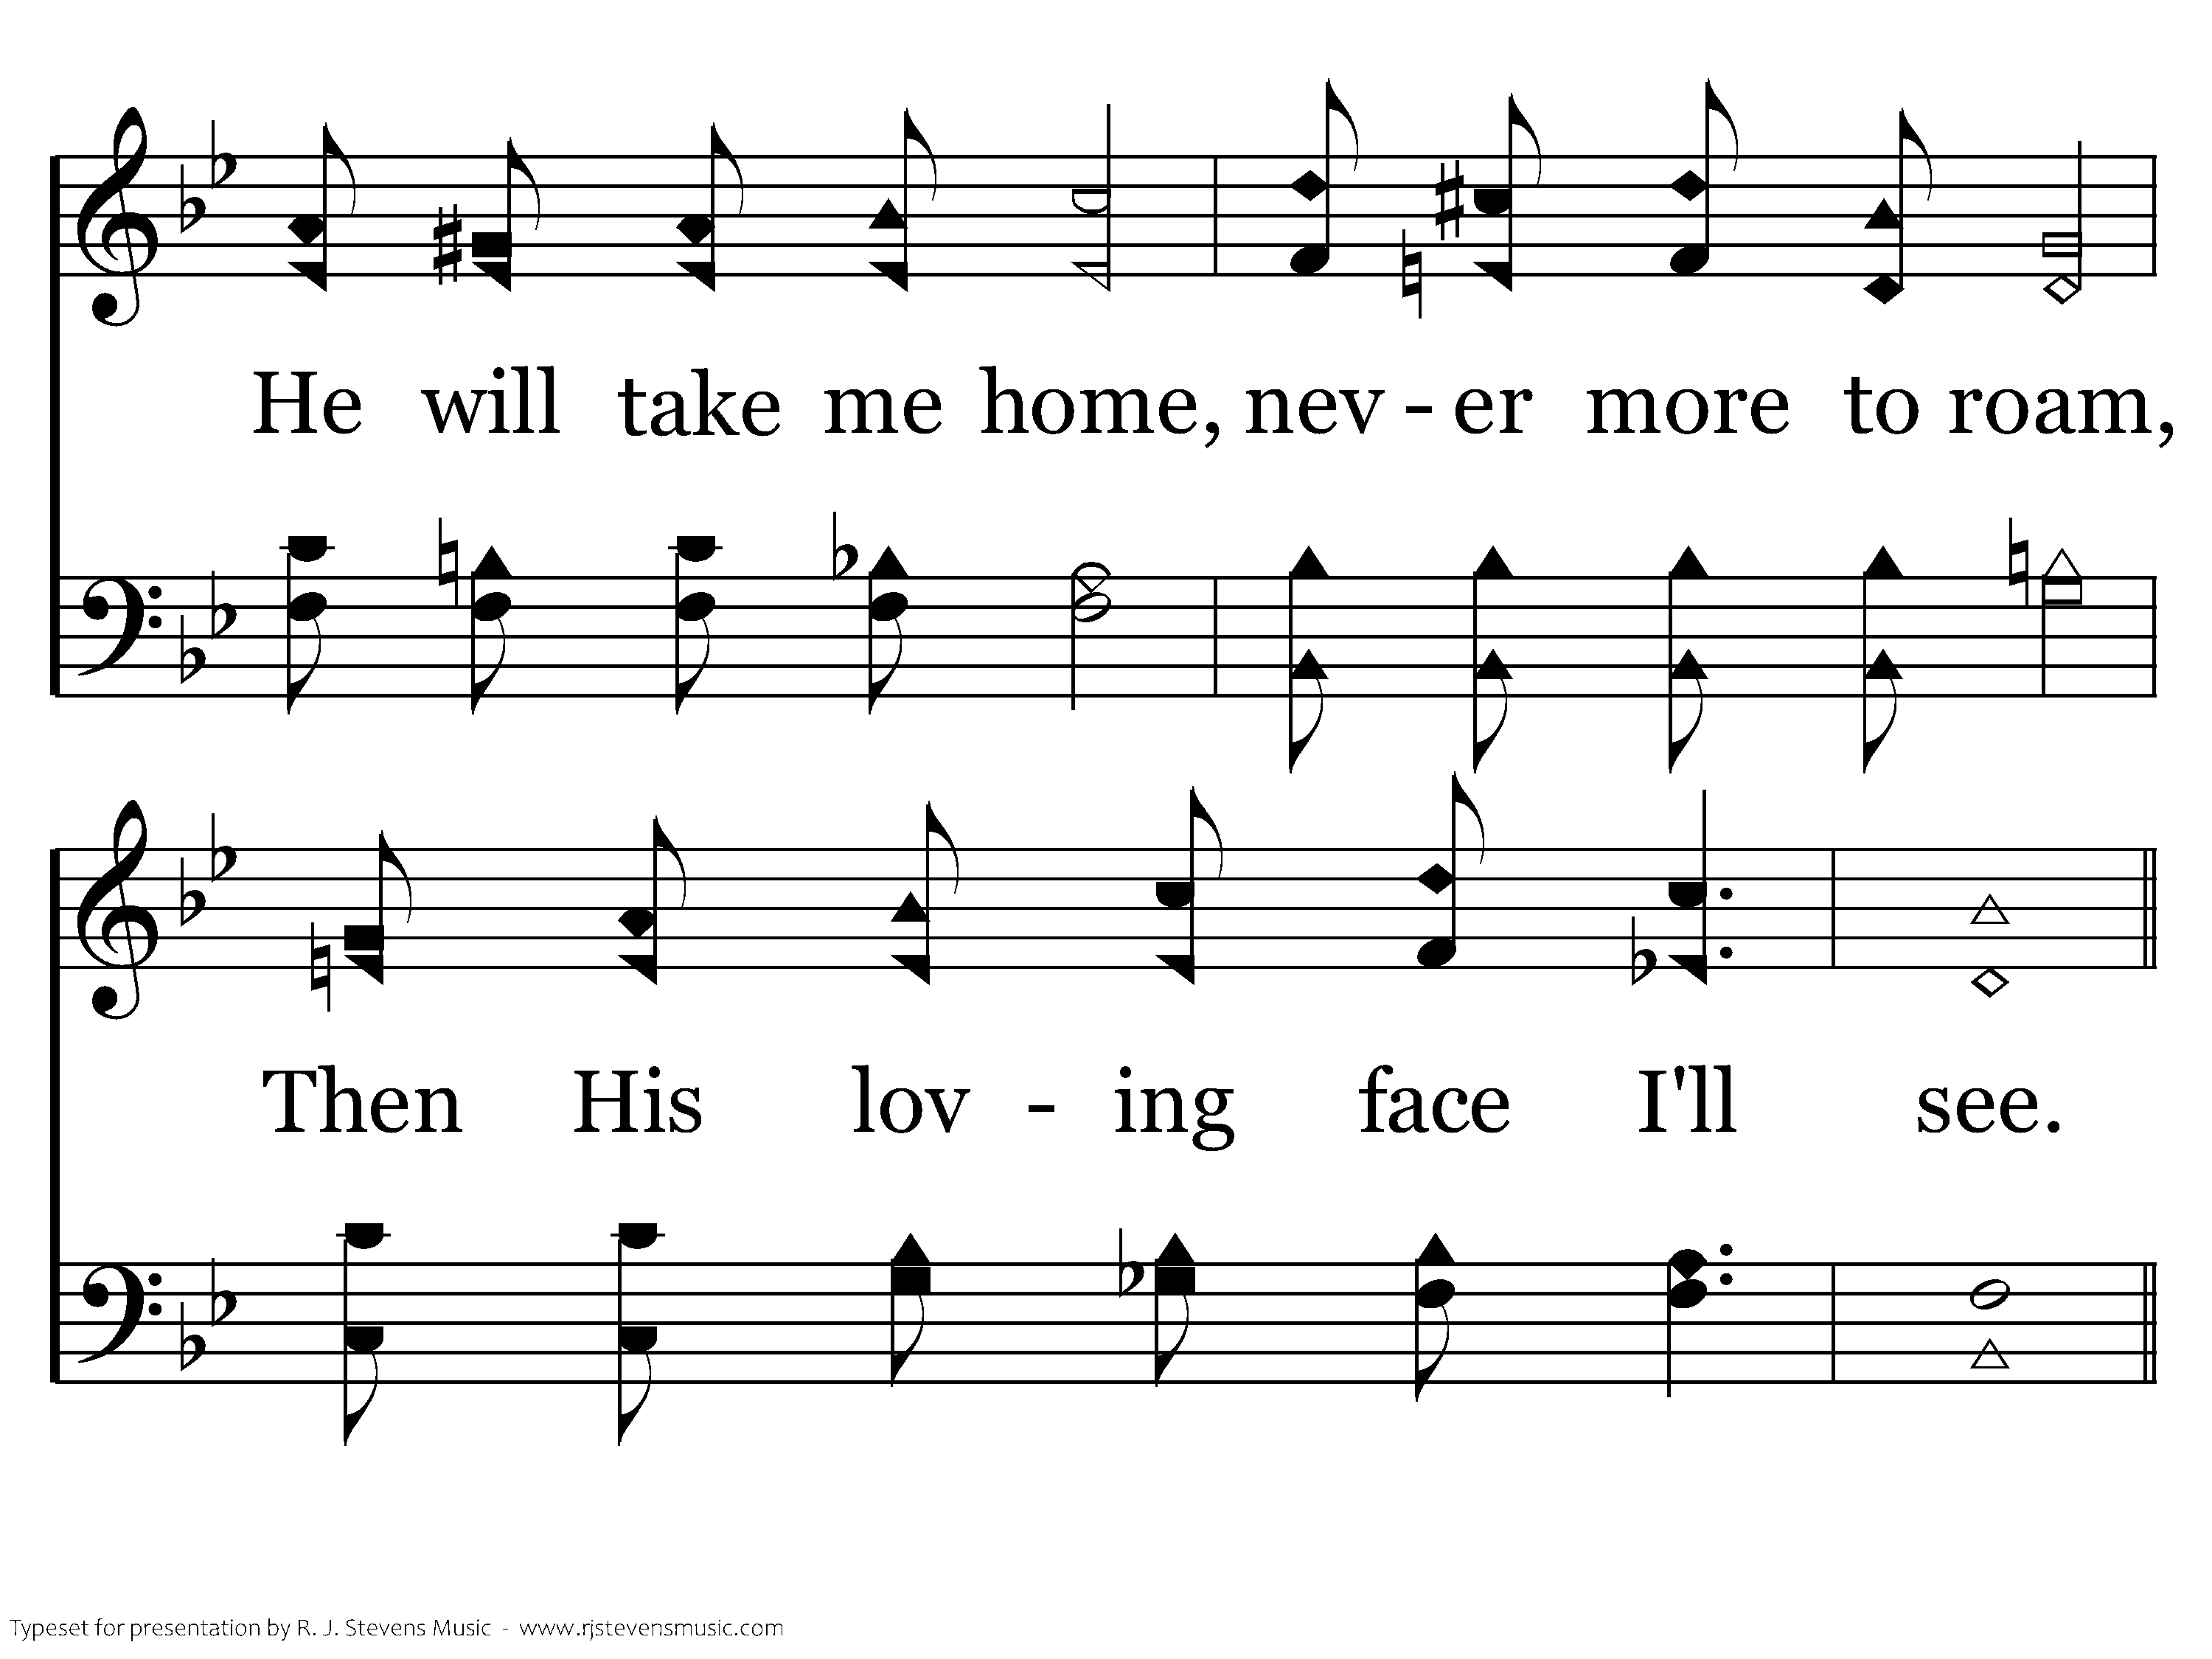 He will take me home, nev - er more to roam,
Then His lov - ing face I'll see.
Typeset for presentation by R. J. Stevens Music - www.rjstevensmusic.com